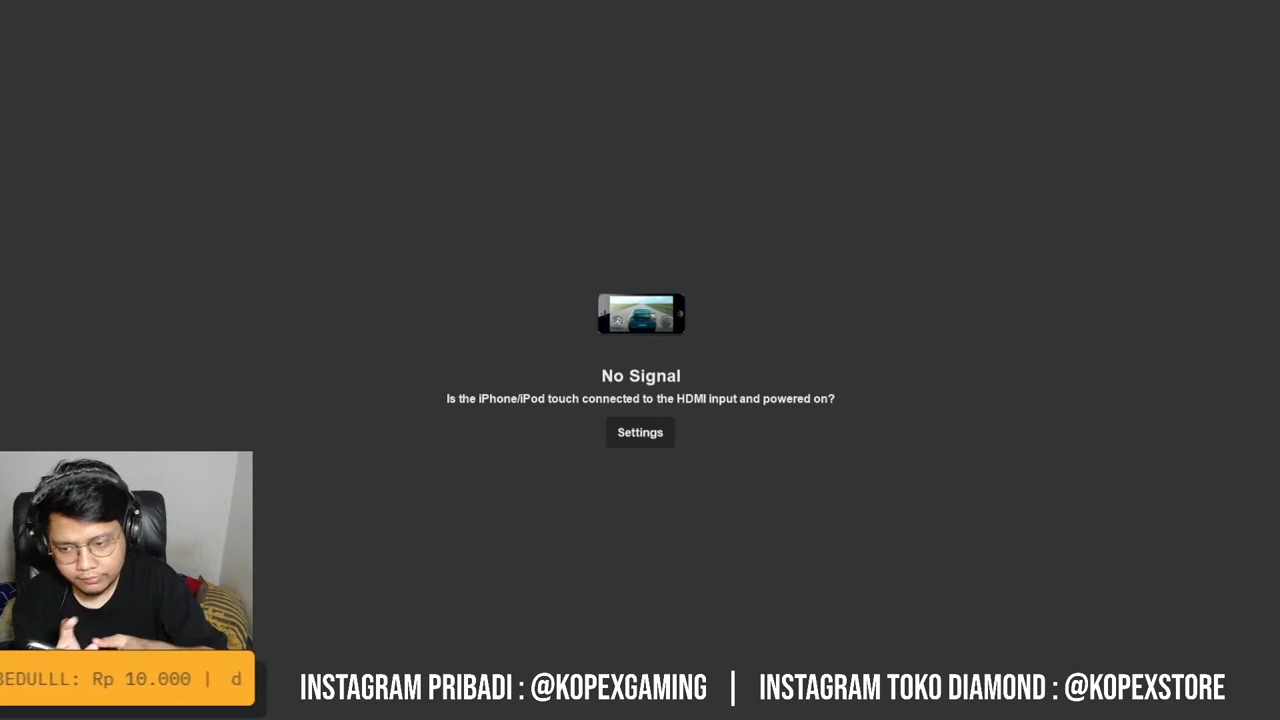 No Signal
Is the iPhone/iPod touch connected to the HDMI input and powered on?
Settings
BEDULLL: Rp 10.000 | d
INSTAGRAM PRIBADI : @KOPEXGAMING | INSTAGRAM TOKO DIAMOND : @KOPEXSTORE